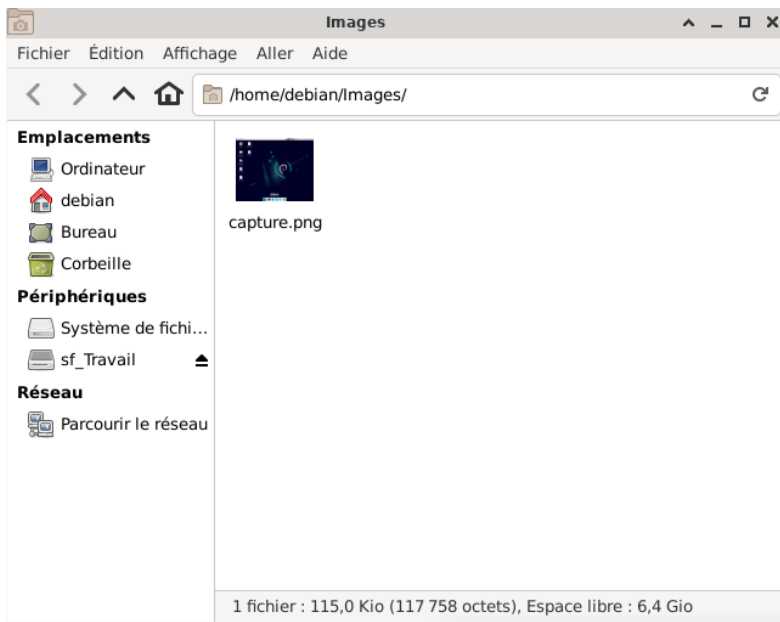 Images
Fichier Édition Affichage Aller Aide
/home/debian/Images/
Emplacements
Ordinateur
debian
Bureau
Corbeille
Périphériques
Système de fichi...
sf_Travail
Réseau
Parcourir le réseau
capture.png
1 fichier : 115,0 Kio (117 758 octets), Espace libre : 6,4 Gio